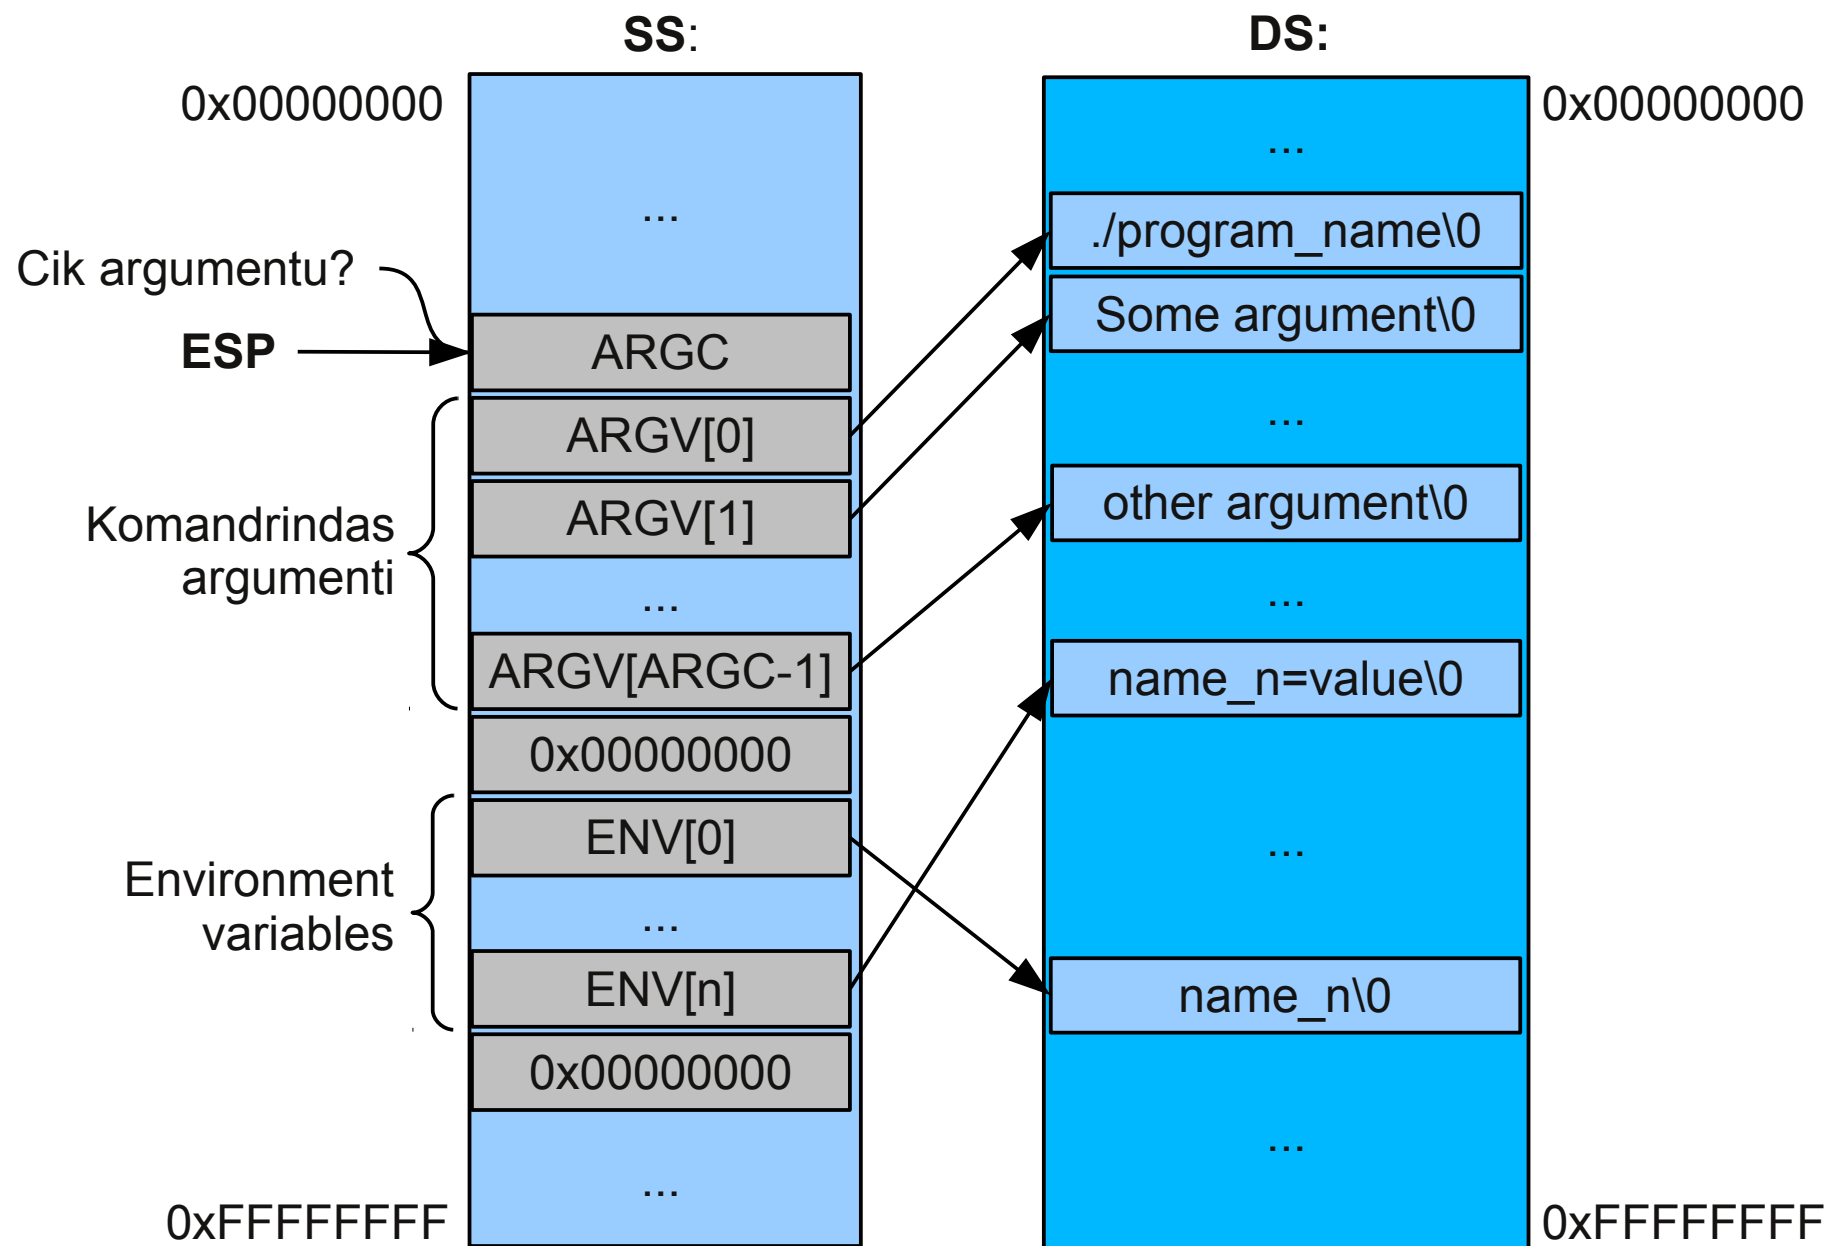 SS:
DS:
0x00000000
0x00000000
...
...
./program_name\0
Cik argumentu?
Some argument\0
ESP
ARGC
ARGV[0]
...
Komandrindas
argumenti
ARGV[1]
other argument\0
...
...
ARGV[ARGC-1]
name_n=value\0
0x00000000
ENV[0]
...
Environment
variables
...
ENV[n]
name_n\0
0x00000000
...
...
0xFFFFFFFF
0xFFFFFFFF